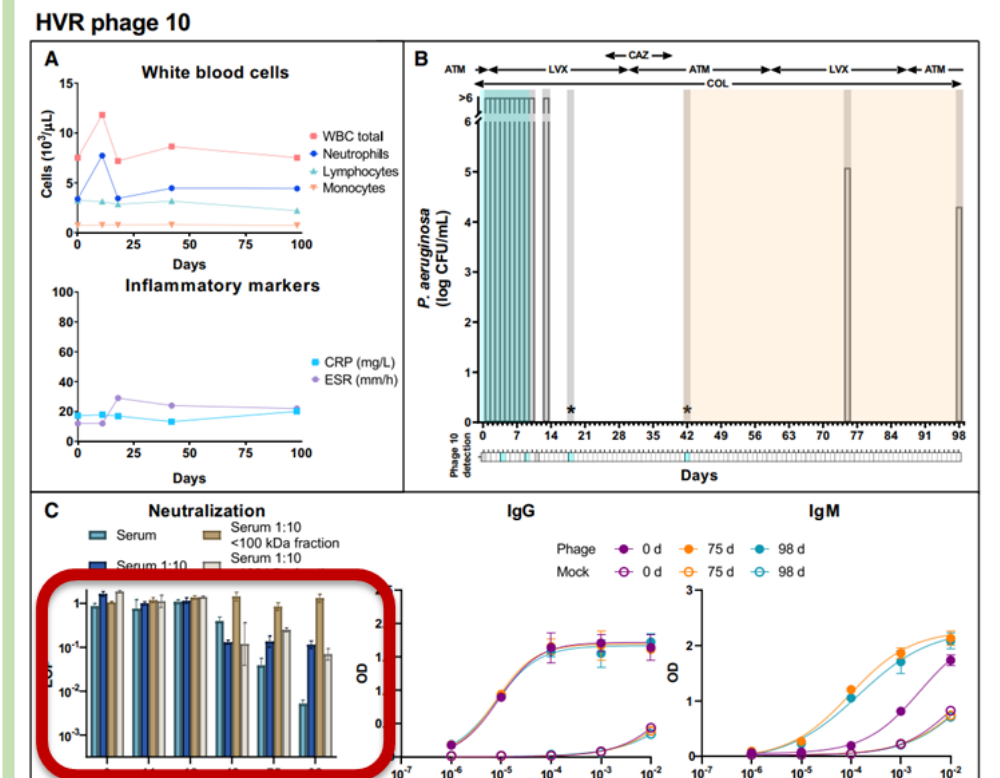 HVR phage 10
A
White blood cells
15
10
5
0
Cells (10³/μL)
0 25 50 75 100
Days
WBC total
Neutrophils
Lymphocytes
Monocytes
Inflammatory markers
100
80
60
40
20
0
0 25 50 75 100
Days
CRP (mg/L)
ESR (mm/h)
B
CAZ
ATM LVX ATM LVX ATM
COL
>6
6
5
4
3
2
1
0
P. aeruginosa
(log CFU/mL)
* *
0 7 14 21 28 35 42 49 56 63 70 77 84 91 98
Phage 10
detection
Days
C
Neutralization
Serum
Serum 1:10
<100 kDa fraction
Serum 1:10
Serum 1:10
1
10⁻¹
10⁻²
10⁻³
IgG
IgM
Phage 0 d 75 d 98 d
Mock 0 d 75 d 98 d
OD
10⁻⁷ 10⁻⁶ 10⁻⁵ 10⁻⁴ 10⁻³ 10⁻²
3
2
1
0
OD
10⁻⁷ 10⁻⁶ 10⁻⁵ 10⁻⁴ 10⁻³ 10⁻²